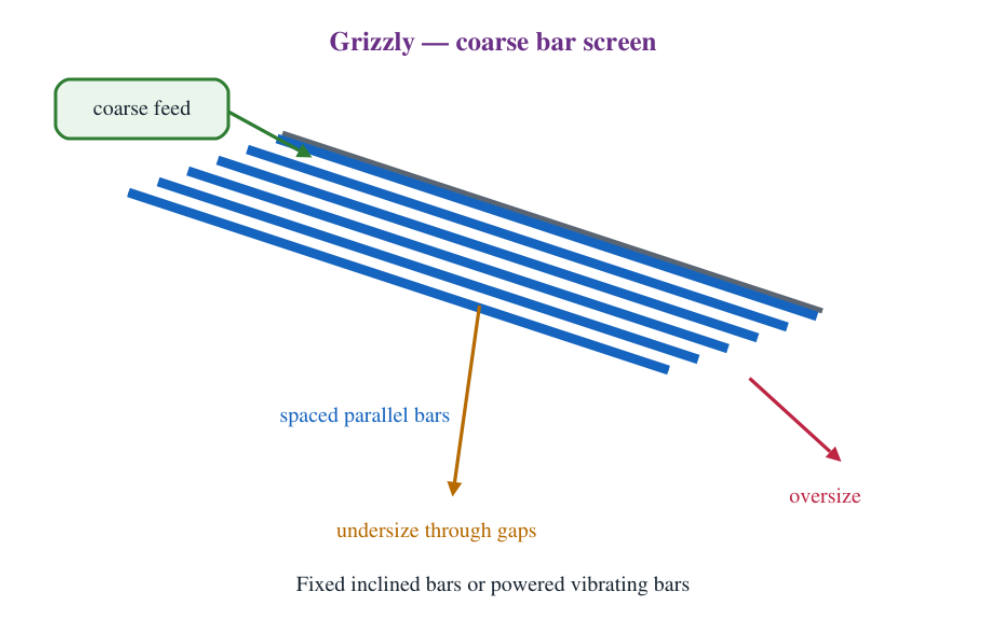 Grizzly — coarse bar screen
coarse feed
spaced parallel bars
oversize
undersize through gaps
Fixed inclined bars or powered vibrating bars